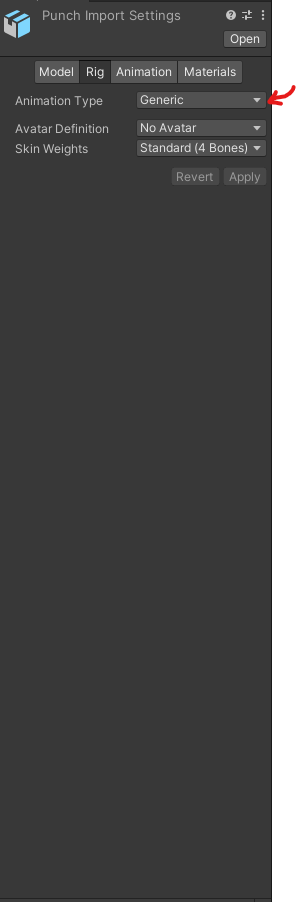 Punch Import Settings
Open
Model Rig Animation Materials
Animation Type Generic
Avatar Definition No Avatar
Skin Weights Standard (4 Bones)
Revert Apply